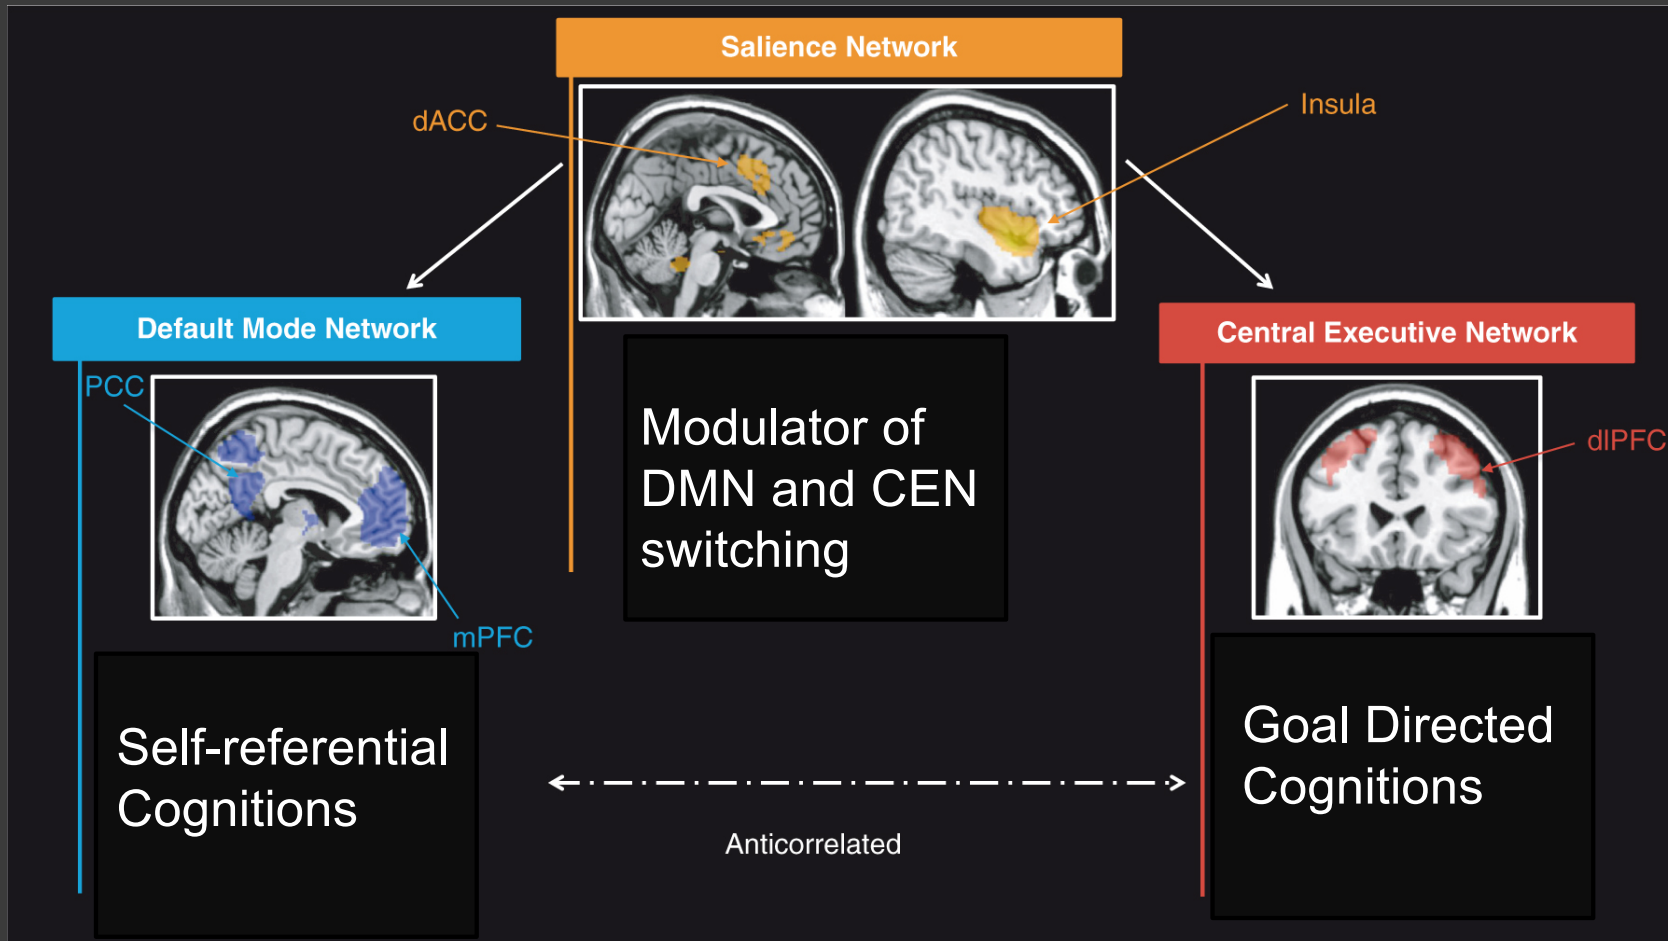 Salience Network
dACC
Insula
Default Mode Network
Central Executive Network
PCC
mPFC
dlPFC
Modulator of
DMN and CEN
switching
Self-referential
Cognitions
Goal Directed
Cognitions
Anticorrelated